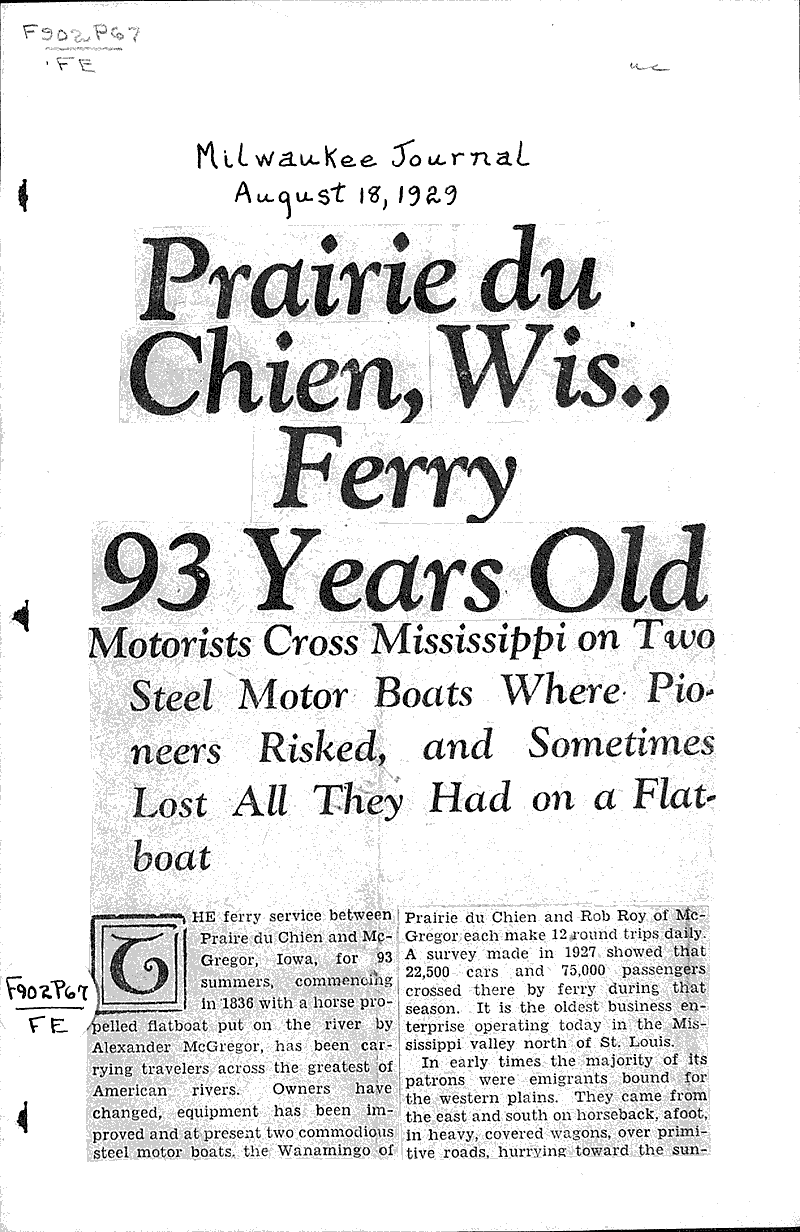 F902P67
FE
uc
Milwaukee Journal
August 18, 1929
Prairie du
Chien, Wis.,
Ferry
93 Years Old
Motorists Cross Mississippi on Two
Steel Motor Boats Where Pio-
neers Risked, and Sometimes
Lost All They Had on a Flat-
boat
THE ferry service between
Praire du Chien and Mc-
Gregor, Iowa, for 93
summers, commencing
in 1836 with a horse pro-
pelled flatboat put on the river by
Alexander McGregor, has been car-
rying travelers across the greatest of
American rivers. Owners have
changed, equipment has been im-
proved and at present two commodious
steel motor boats, the Wanamingo of
Prairie du Chien and Rob Roy of Mc-
Gregor each make 12 round trips daily.
A survey made in 1927 showed that
22,500 cars and 75,000 passengers
crossed there by ferry during that
season. It is the oldest business en-
terprise operating today in the Mis-
sissippi valley north of St. Louis.
In early times the majority of its
patrons were emigrants bound for
the western plains. They came from
the east and south on horseback, afoot,
in heavy, covered wagons, over primi-
tive roads, hurrying toward the sun-
F902P67
FE